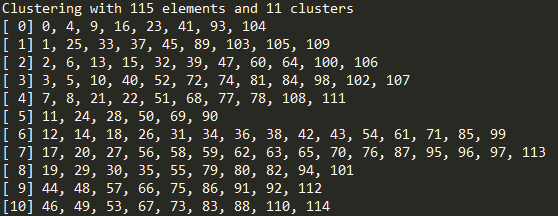 Clustering with 115 elements and 11 clusters
[ 0] 0, 4, 9, 16, 23, 41, 93, 104
[ 1] 1, 25, 33, 37, 45, 89, 103, 105, 109
[ 2] 2, 6, 13, 15, 32, 39, 47, 60, 64, 100, 106
[ 3] 3, 5, 10, 40, 52, 72, 74, 81, 84, 98, 102, 107
[ 4] 7, 8, 21, 22, 51, 68, 77, 78, 108, 111
[ 5] 11, 24, 28, 50, 69, 90
[ 6] 12, 14, 18, 26, 31, 34, 36, 38, 42, 43, 54, 61, 71, 85, 99
[ 7] 17, 20, 27, 56, 58, 59, 62, 63, 65, 70, 76, 87, 95, 96, 97, 113
[ 8] 19, 29, 30, 35, 55, 79, 80, 82, 94, 101
[ 9] 44, 48, 57, 66, 75, 86, 91, 92, 112
[10] 46, 49, 53, 67, 73, 83, 88, 110, 114